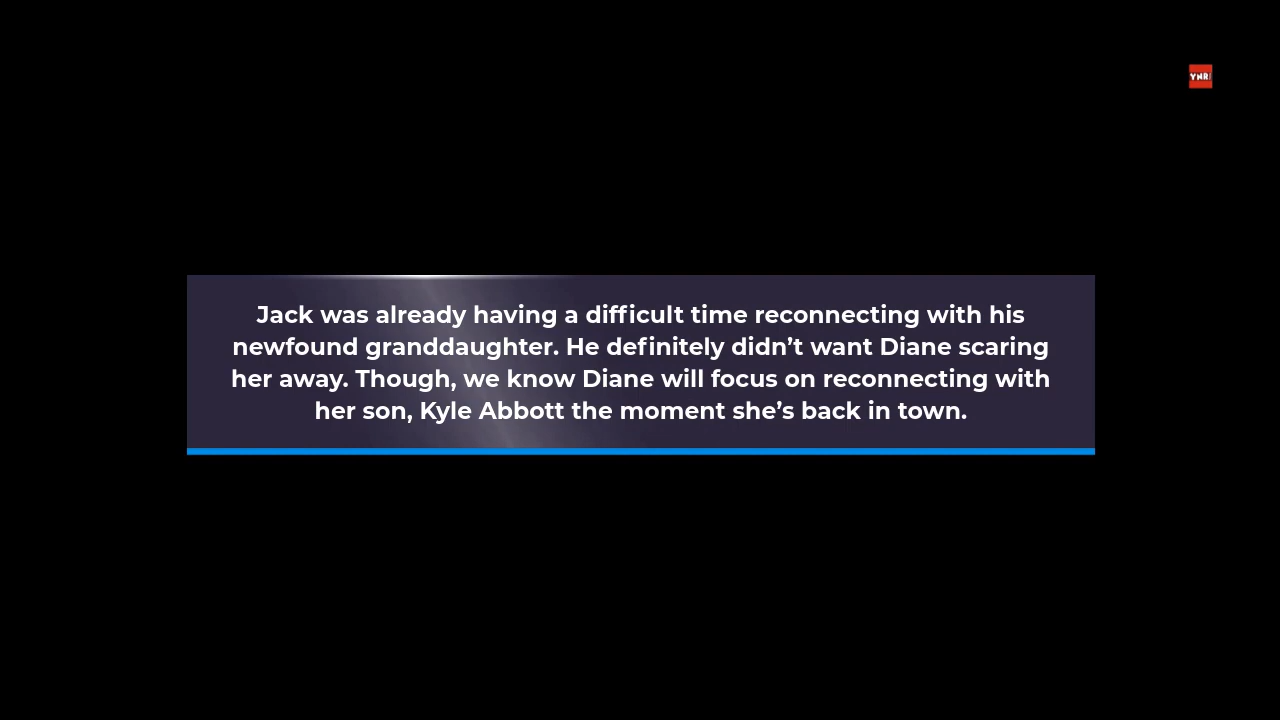 YNR
Jack was already having a difficult time reconnecting with his
newfound granddaughter. He definitely didn’t want Diane scaring
her away. Though, we know Diane will focus on reconnecting with
her son, Kyle Abbott the moment she’s back in town.